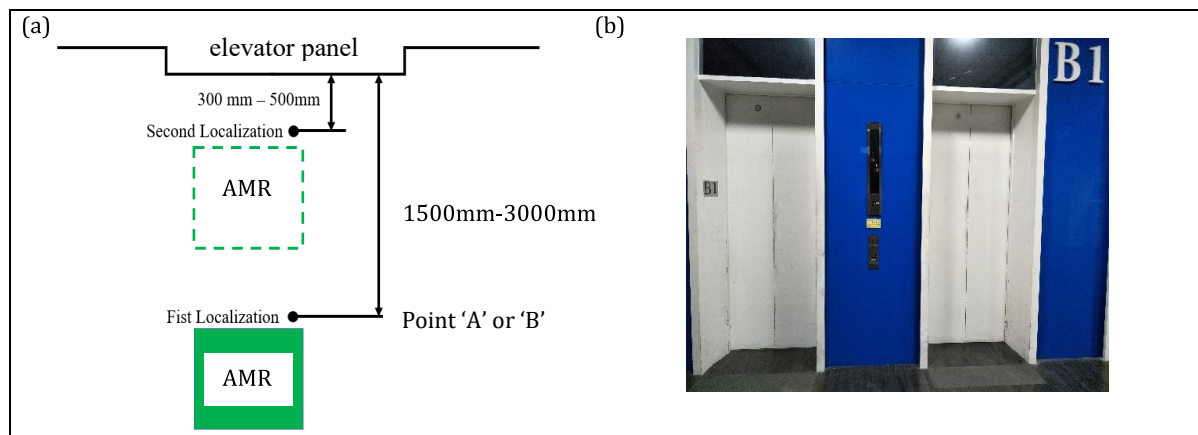 (a)
elevator panel
300 mm – 500mm
Second Localization
AMR
1500mm-3000mm
Fist Localization
Point ‘A’ or ‘B’
AMR
(b)
B1
B1